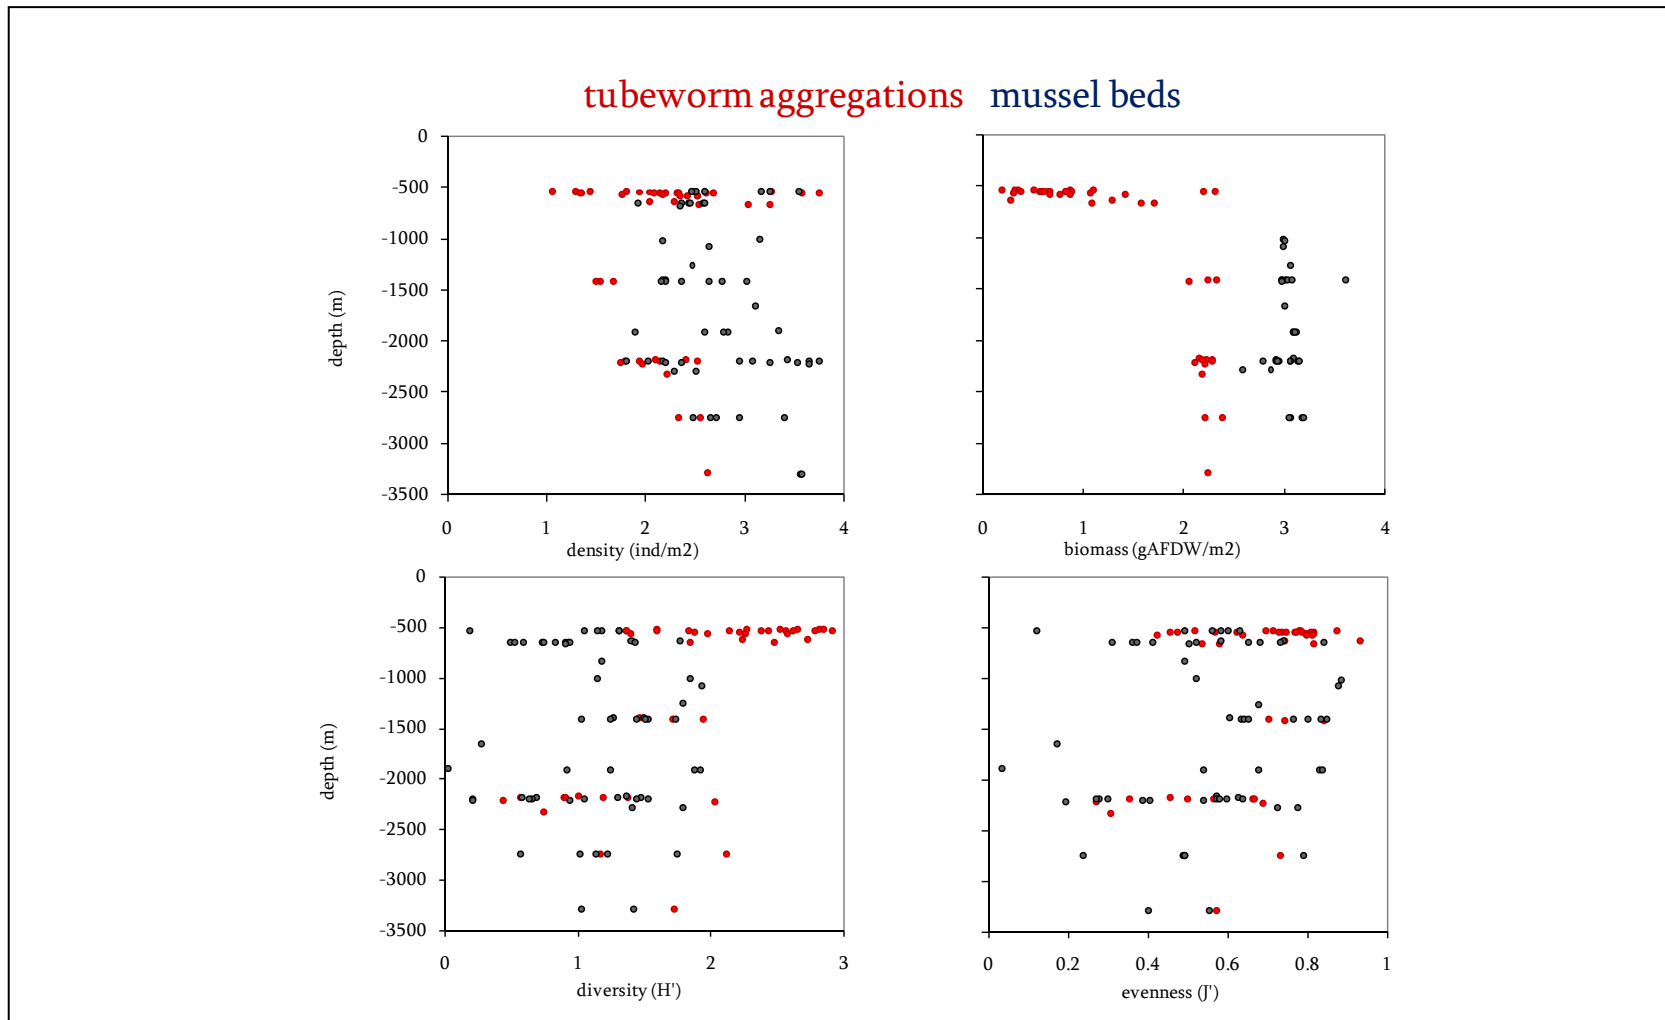 tubeworm aggregations mussel beds
0
-500
-1000
-1500
-2000
-2500
-3000
-3500
depth (m)
0 1 2 3 4
density (ind/m2)
0 1 2 3 4
biomass (gAFDW/m2)
0
-500
-1000
-1500
-2000
-2500
-3000
-3500
depth (m)
0 1 2 3
diversity (H')
0 0.2 0.4 0.6 0.8 1
evenness (J')